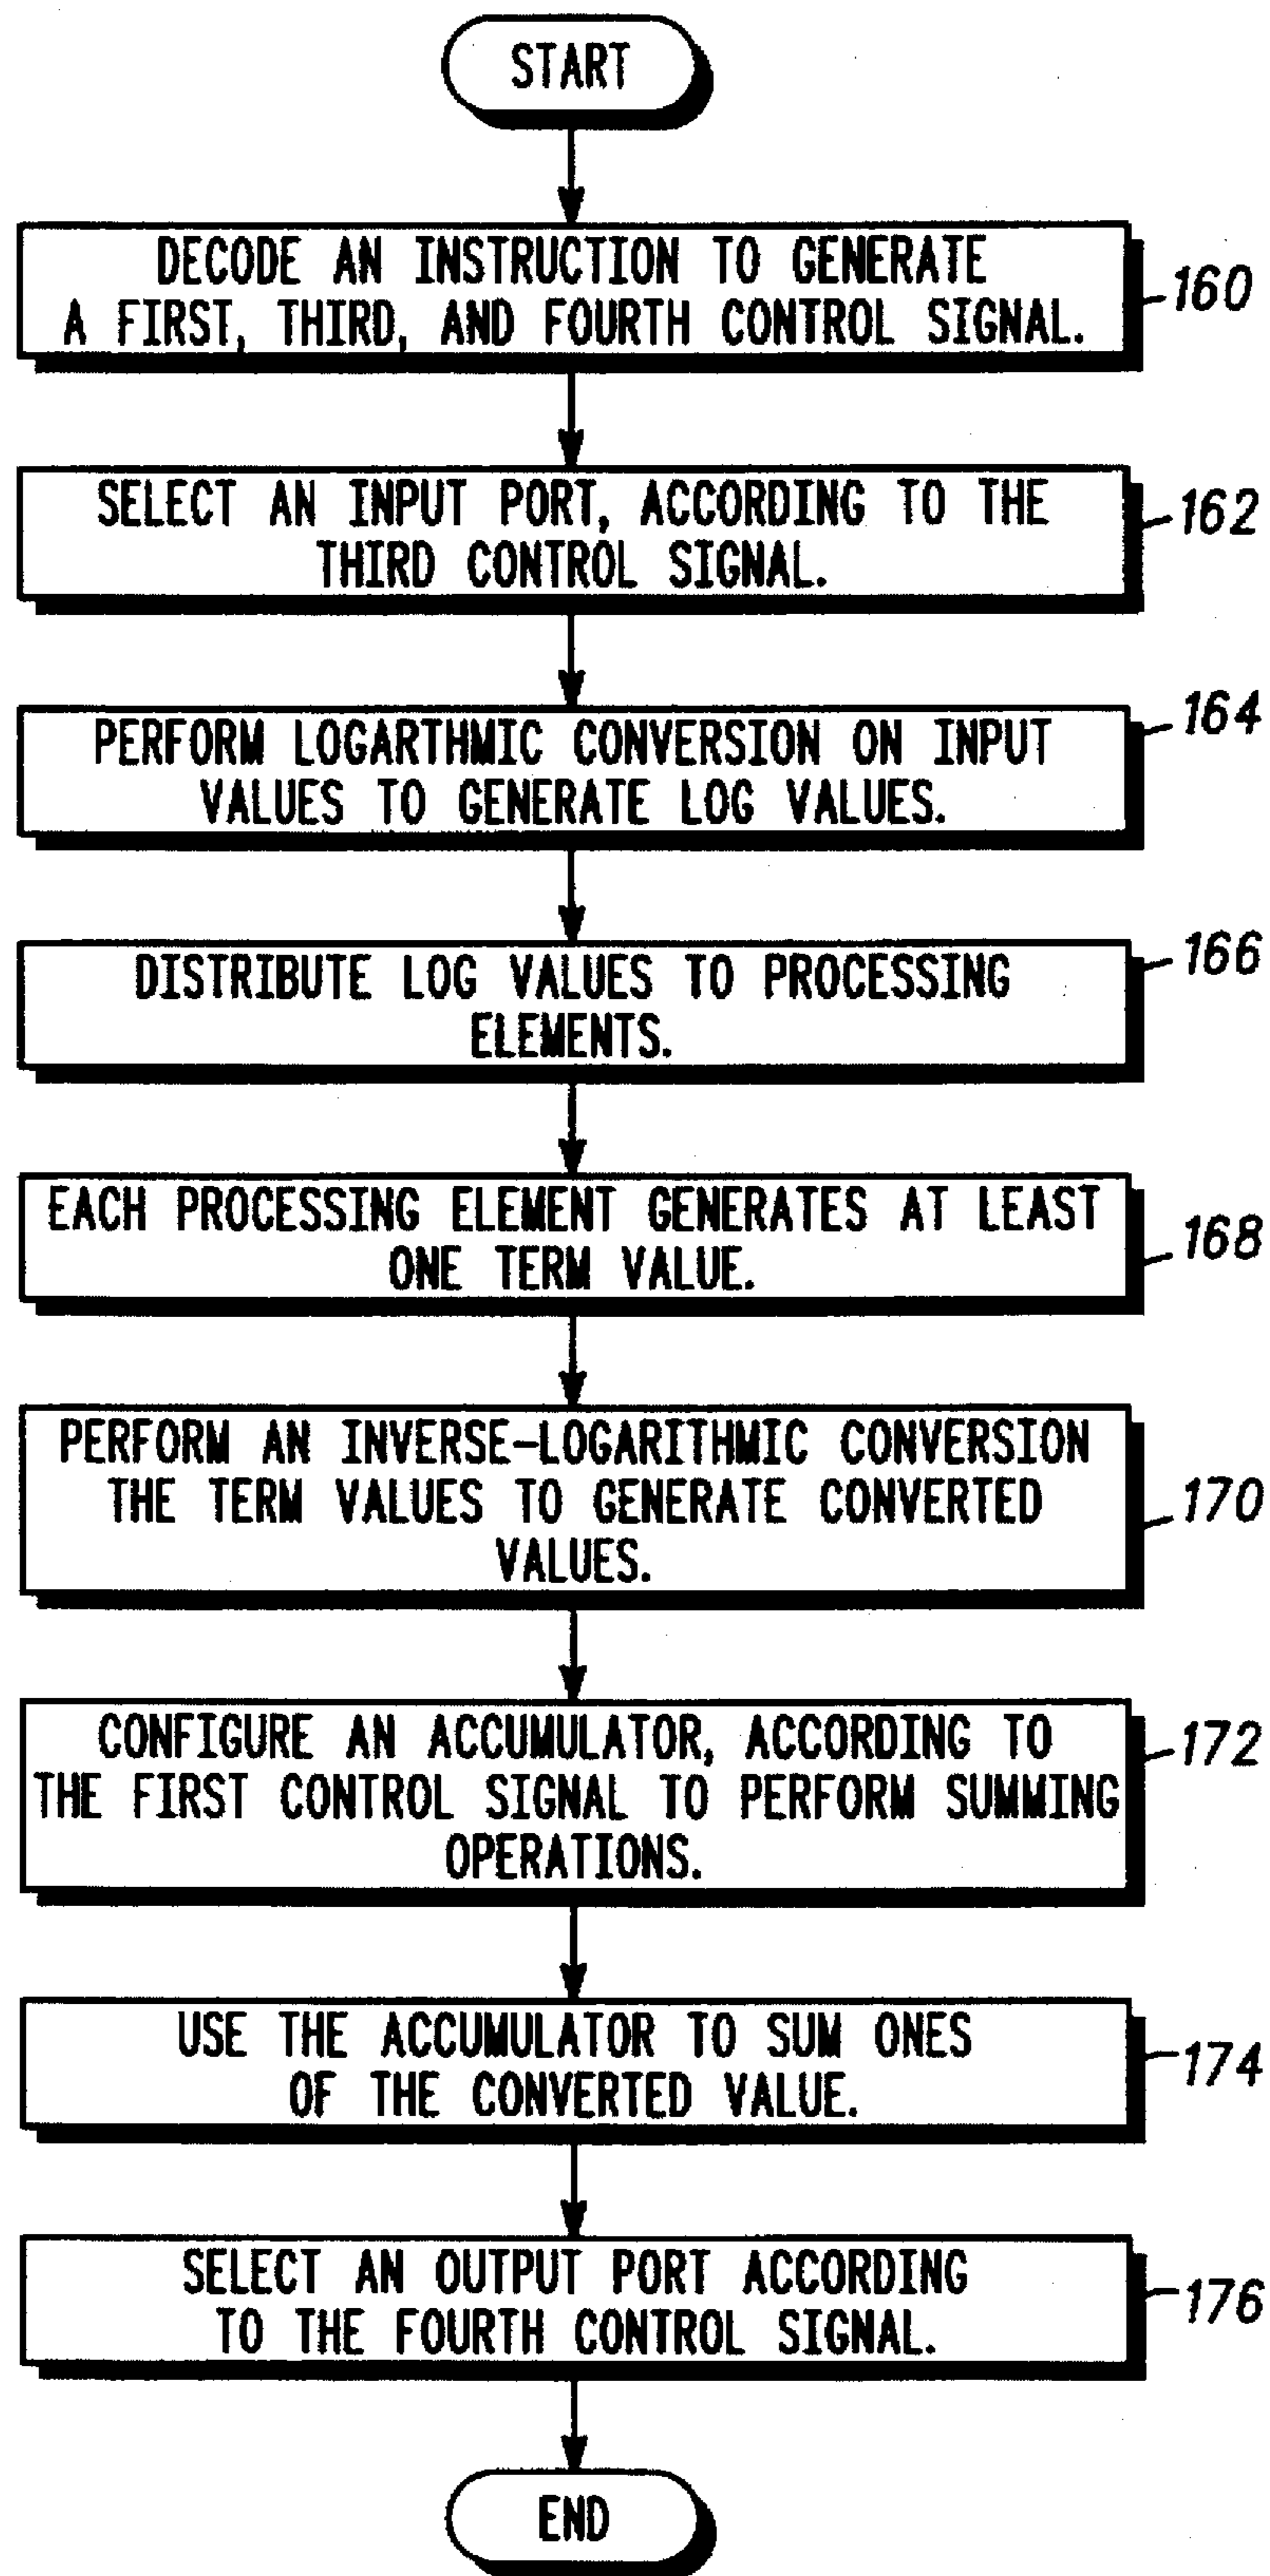 START
DECODE AN INSTRUCTION TO GENERATE
A FIRST, THIRD, AND FOURTH CONTROL SIGNAL.
160
SELECT AN INPUT PORT, ACCORDING TO THE
THIRD CONTROL SIGNAL.
162
PERFORM LOGARTHMIC CONVERSION ON INPUT
VALUES TO GENERATE LOG VALUES.
164
DISTRIBUTE LOG VALUES TO PROCESSING
ELEMENTS.
166
EACH PROCESSING ELEMENT GENERATES AT LEAST
ONE TERM VALUE.
168
PERFORM AN INVERSE-LOGARITHMIC CONVERSION
THE TERM VALUES TO GENERATE CONVERTED
VALUES.
170
CONFIGURE AN ACCUMULATOR, ACCORDING TO
THE FIRST CONTROL SIGNAL TO PERFORM SUMMING
OPERATIONS.
172
USE THE ACCUMULATOR TO SUM ONES
OF THE CONVERTED VALUE.
174
SELECT AN OUTPUT PORT ACCORDING
TO THE FOURTH CONTROL SIGNAL.
176
END